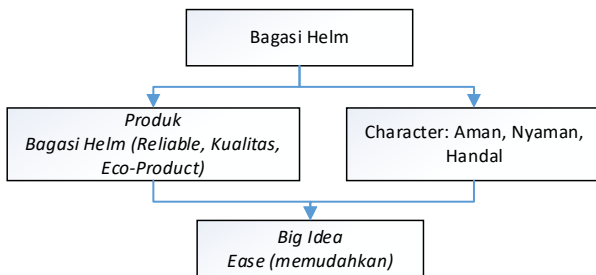 Bagasi Helm
Produk
Bagasi Helm (Reliable, Kualitas,
Eco-Product)
Character: Aman, Nyaman,
Handal
Big Idea
Ease (memudahkan)